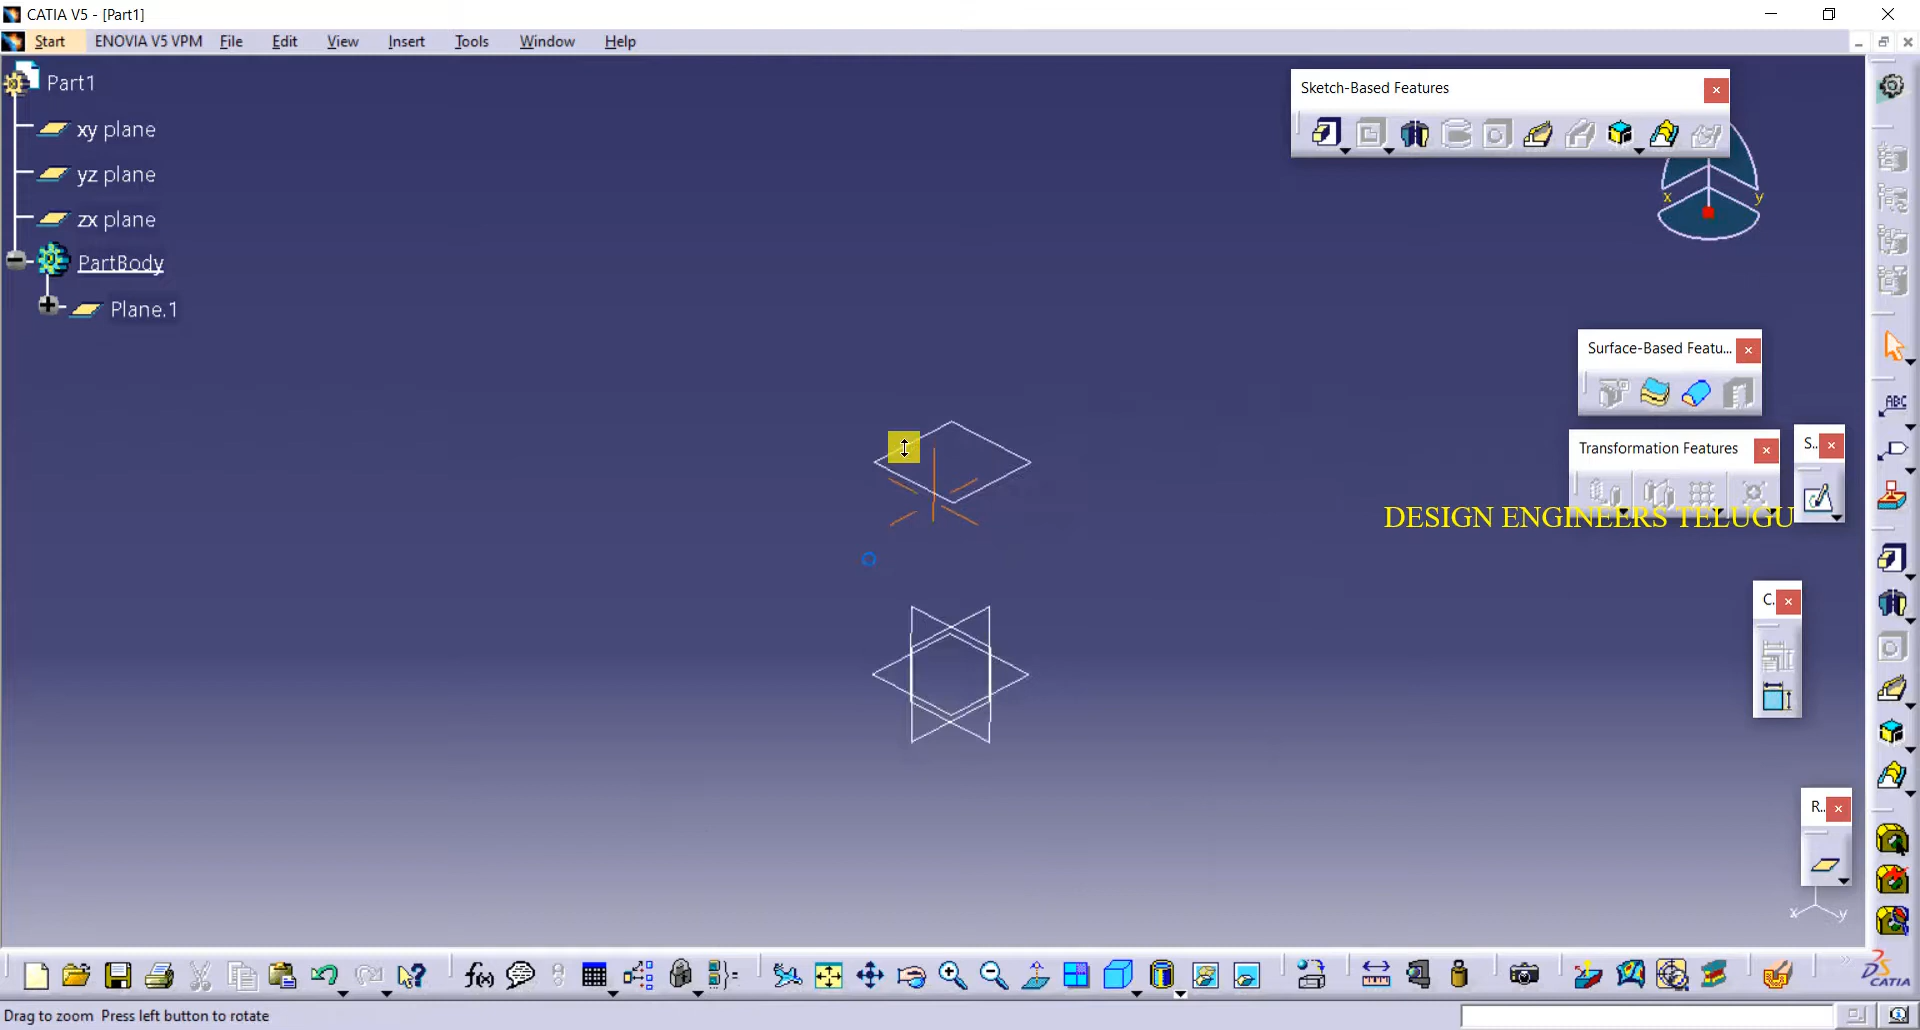 CATIA V5 - [Part1]
Start ENOVIA V5 VPM File Edit View Insert Tools Window Help
Part1
xy plane
yz plane
zx plane
PartBody
Plane.1
Sketch-Based Features
x y
Surface-Based Featu...
Transformation Features
S..
DESIGN ENGINEERS TELUGU
ABC
C.
R..
x y
f(x)
CATIA
Drag to zoom Press left button to rotate